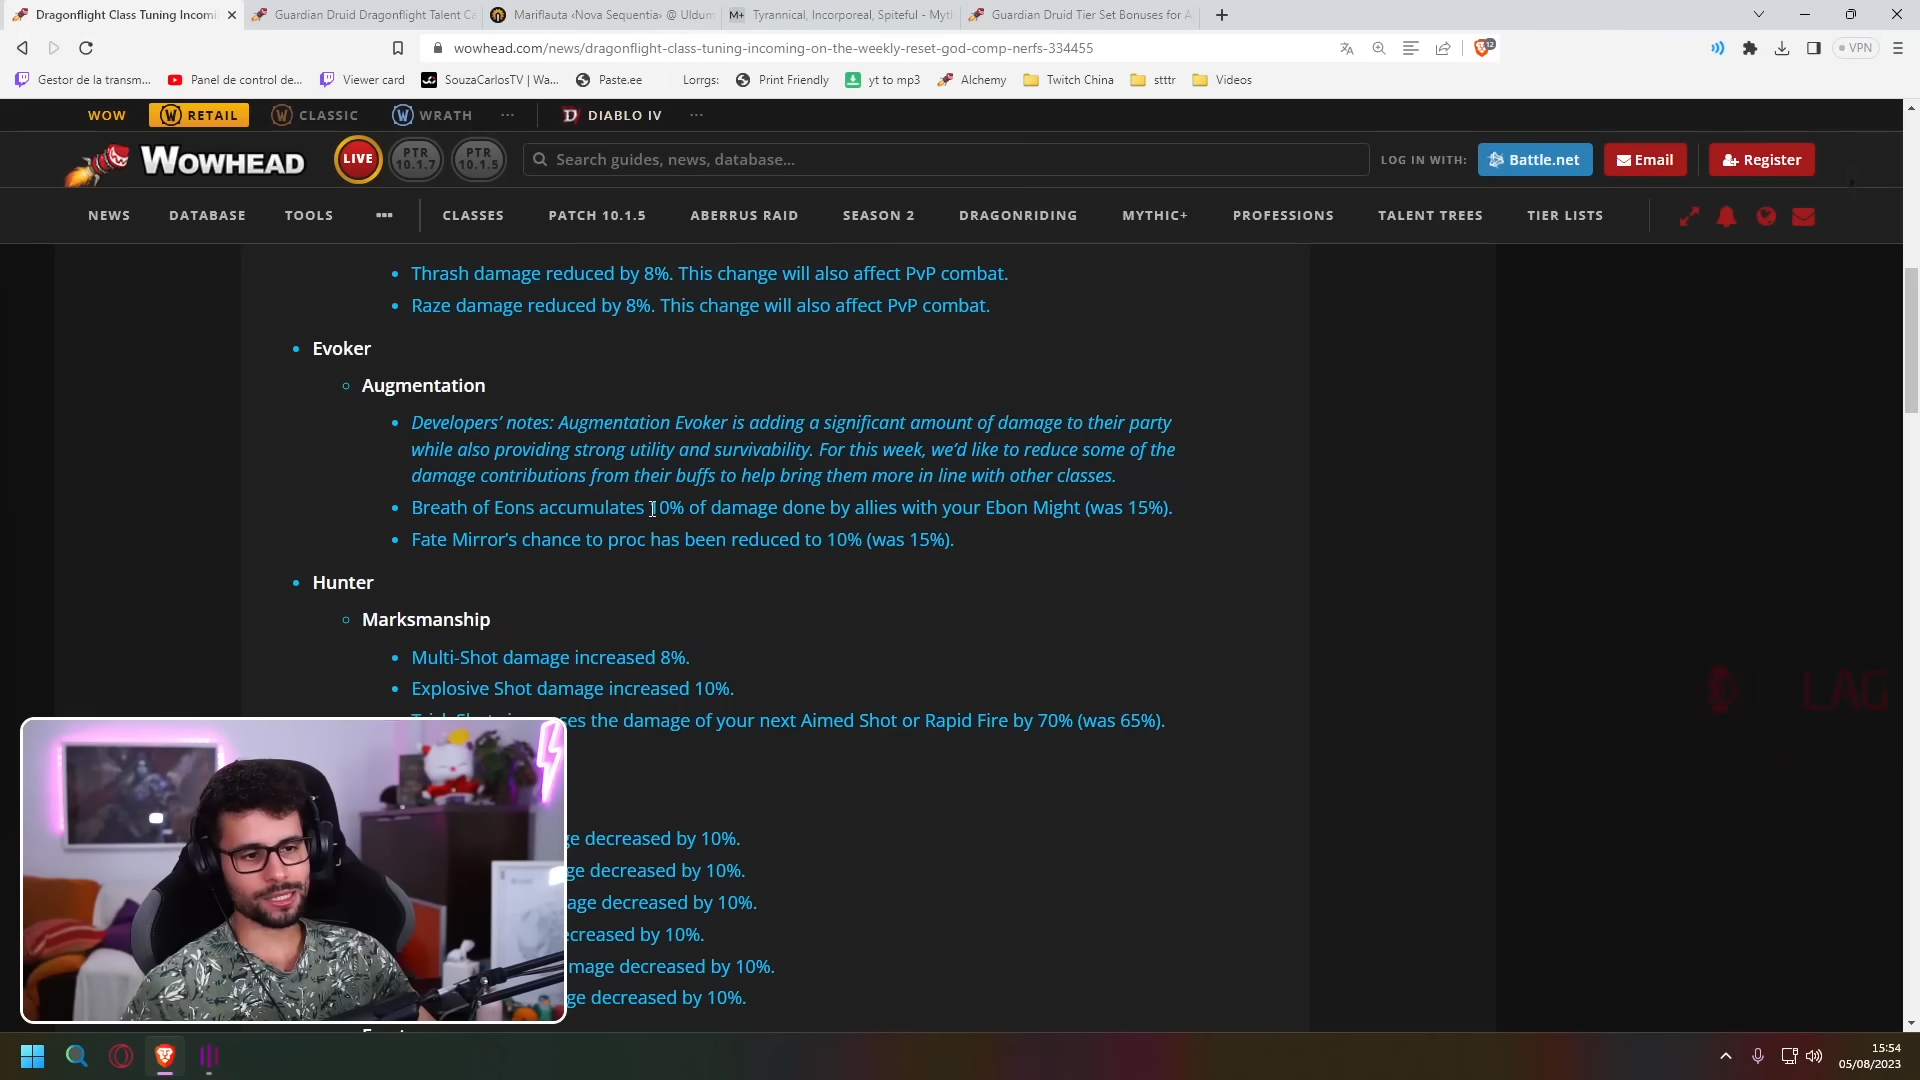 Dragonflight Class Tuning Incomi
Guardian Druid Dragonflight Talent Ca
Mariflauta ‹Nova Sequentia› @ Uldum
M+ Tyrannical, Incorporeal, Spiteful - Myt
Guardian Druid Tier Set Bonuses for A
wowhead.com/news/dragonflight-class-tuning-incoming-on-the-weekly-reset-god-comp-nerfs-334455
12
VPN
Gestor de la transm...
Panel de control de...
Viewer card
SouzaCarlosTV | Wa...
Paste.ee
Lorrgs:
Print Friendly
yt to mp3
Alchemy
Twitch China
stttr
Videos
WOW
RETAIL
CLASSIC
WRATH
DIABLO IV
WOWHEAD
LIVE
PTR 10.1.7
PTR 10.1.5
Search guides, news, database...
LOG IN WITH:
Battle.net
Email
Register
NEWS
DATABASE
TOOLS
CLASSES
PATCH 10.1.5
ABERRUS RAID
SEASON 2
DRAGONRIDING
MYTHIC+
PROFESSIONS
TALENT TREES
TIER LISTS
Thrash damage reduced by 8%. This change will also affect PvP combat.
Raze damage reduced by 8%. This change will also affect PvP combat.
Evoker
Augmentation
Developers’ notes: Augmentation Evoker is adding a significant amount of damage to their party
while also providing strong utility and survivability. For this week, we’d like to reduce some of the
damage contributions from their buffs to help bring them more in line with other classes.
Breath of Eons accumulates 10% of damage done by allies with your Ebon Might (was 15%).
Fate Mirror’s chance to proc has been reduced to 10% (was 15%).
Hunter
Marksmanship
Multi-Shot damage increased 8%.
Explosive Shot damage increased 10%.
the damage of your next Aimed Shot or Rapid Fire by 70% (was 65%).
LAG
decreased by 10%.
decreased by 10%.
decreased by 10%.
decreased by 10%.
decreased by 10%.
decreased by 10%.
15:54
05/08/2023